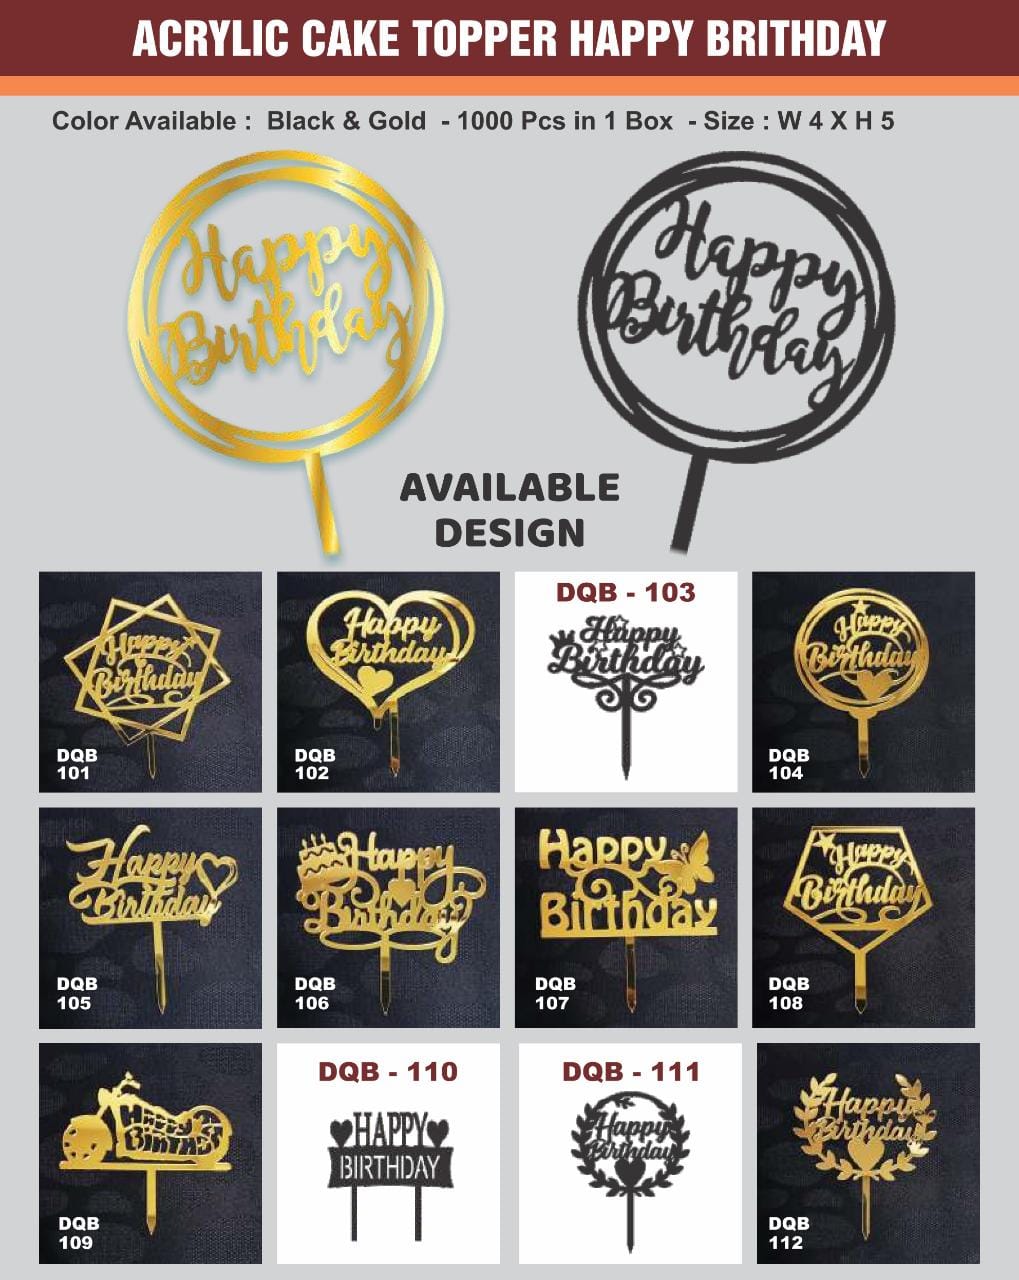 ACRYLIC CAKE TOPPER HAPPY BRITHDAY
Color Available : Black & Gold - 1000 Pcs in 1 Box - Size : W 4 X H 5
Happy
Birthday
Happy
Birthday
AVAILABLE
DESIGN
Happy
Birthday
DQB
101
Happy
Birthday
DQB
102
DQB - 103
Happy
Birthday
Happy
Birthday
DQB
104
Happy
Birthday
DQB
105
Happy
Birthday
DQB
106
Happy
Birthday
DQB
107
Happy
Birthday
DQB
108
Happy
DQB
109
DQB - 110
HAPPY
BIIRTHDAY
DQB - 111
Happy
Birthday
Happy
Birthday
DQB
112